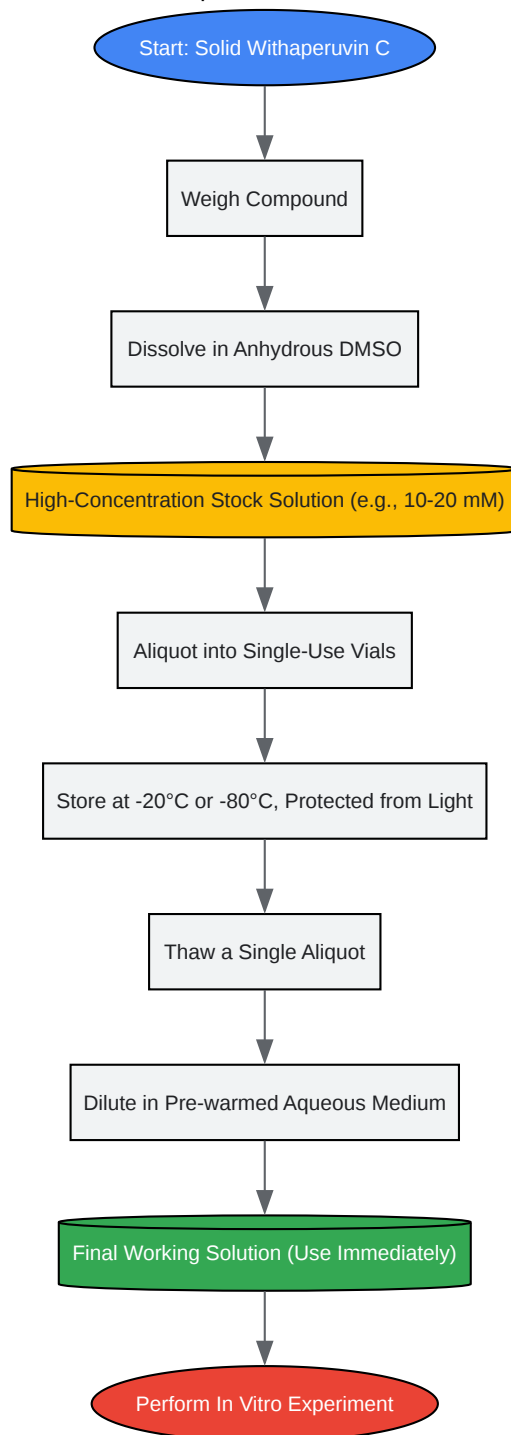 Start: Solid Withaperuvin C
Weigh Compound
Dissolve in Anhydrous DMSO
High-Concentration Stock Solution (e.g., 10-20 mM)
Aliquot into Single-Use Vials
Store at -20°C or -80°C, Protected from Light
Thaw a Single Aliquot
Dilute in Pre-warmed Aqueous Medium
Final Working Solution (Use Immediately)
Perform In Vitro Experiment